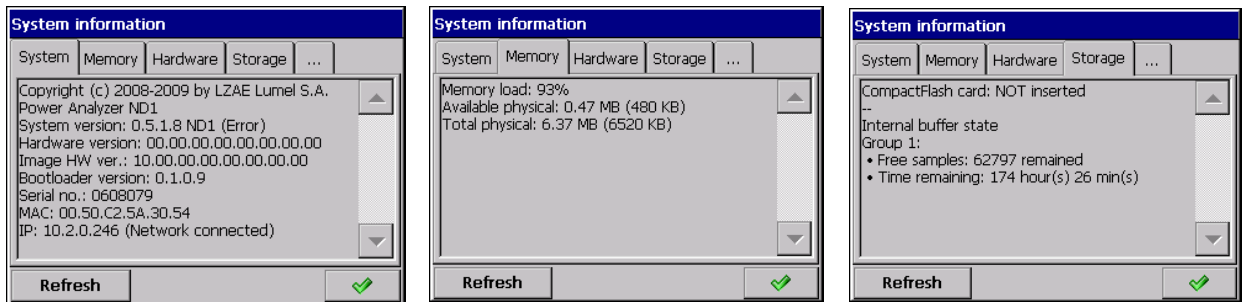 System information
System Memory Hardware Storage ...
Copyright (c) 2008-2009 by LZAE Lumel S.A.
Power Analyzer ND1
System version: 0.5.1.8 ND1 (Error)
Hardware version: 00.00.00.00.00.00.00.00
Image HW ver.: 10.00.00.00.00.00.00.00
Bootloader version: 0.1.0.9
Serial no.: 0608079
MAC: 00.50.C2.5A.30.54
IP: 10.2.0.246 (Network connected)
Refresh
System information
System Memory Hardware Storage ...
Memory load: 93%
Available physical: 0.47 MB (480 KB)
Total physical: 6.37 MB (6520 KB)
Refresh
System information
System Memory Hardware Storage ...
CompactFlash card: NOT inserted
--
Internal buffer state
Group 1:
• Free samples: 62797 remained
• Time remaining: 174 hour(s) 26 min(s)
Refresh